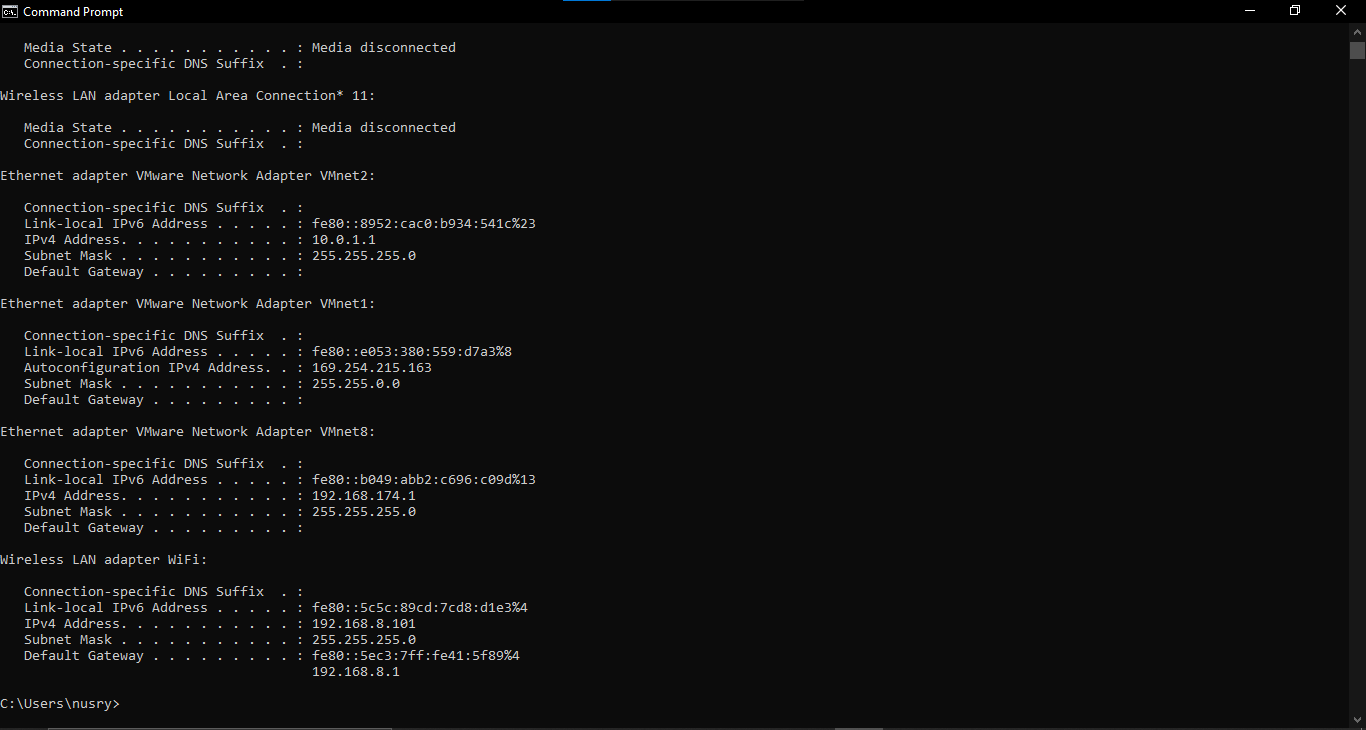 Command Prompt
   Media State . . . . . . . . . . . : Media disconnected
   Connection-specific DNS Suffix  . :
Wireless LAN adapter Local Area Connection* 11:
   Media State . . . . . . . . . . . : Media disconnected
   Connection-specific DNS Suffix  . :
Ethernet adapter VMware Network Adapter VMnet2:
   Connection-specific DNS Suffix  . :
   Link-local IPv6 Address . . . . . : fe80::8952:cac0:b934:541c%23
   IPv4 Address. . . . . . . . . . . : 10.0.1.1
   Subnet Mask . . . . . . . . . . . : 255.255.255.0
   Default Gateway . . . . . . . . . :
Ethernet adapter VMware Network Adapter VMnet1:
   Connection-specific DNS Suffix  . :
   Link-local IPv6 Address . . . . . : fe80::e053:380:559:d7a3%8
   Autoconfiguration IPv4 Address. . : 169.254.215.163
   Subnet Mask . . . . . . . . . . . : 255.255.0.0
   Default Gateway . . . . . . . . . :
Ethernet adapter VMware Network Adapter VMnet8:
   Connection-specific DNS Suffix  . :
   Link-local IPv6 Address . . . . . : fe80::b049:abb2:c696:c09d%13
   IPv4 Address. . . . . . . . . . . : 192.168.174.1
   Subnet Mask . . . . . . . . . . . : 255.255.255.0
   Default Gateway . . . . . . . . . :
Wireless LAN adapter WiFi:
   Connection-specific DNS Suffix  . :
   Link-local IPv6 Address . . . . . : fe80::5c5c:89cd:7cd8:d1e3%4
   IPv4 Address. . . . . . . . . . . : 192.168.8.101
   Subnet Mask . . . . . . . . . . . : 255.255.255.0
   Default Gateway . . . . . . . . . : fe80::5ec3:7ff:fe41:5f89%4
                                       192.168.8.1
C:\Users\nusry>